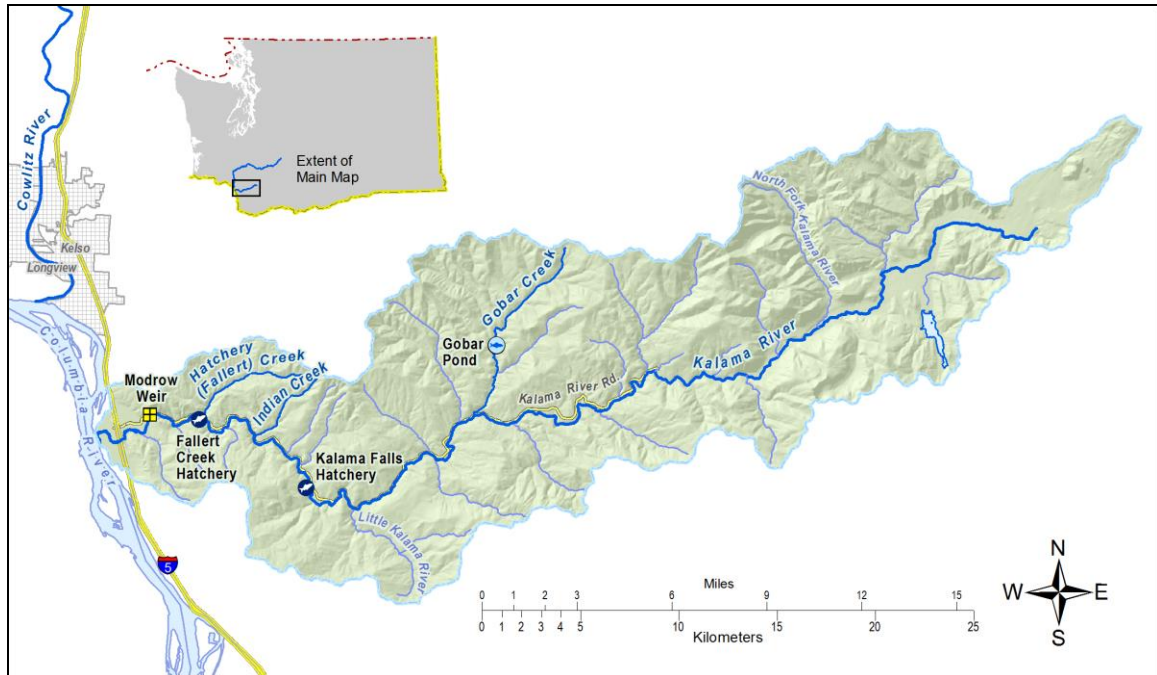 Extent of
Main Map
Cowlitz River
Kelso
Longview
Columbia River
North Fork Kalama River
Gobar Creek
Gobar
Pond
Hatchery
(Fallert) Creek
Indian Creek
Kalama River
Kalama River Rd.
Modrow
Weir
Fallert
Creek
Hatchery
Kalama Falls
Hatchery
Little Kalama
River
5
Miles
0 1 2 3 6 9 12 15
0 1 2 3 4 5 10 15 20 25
Kilometers
N
W E
S